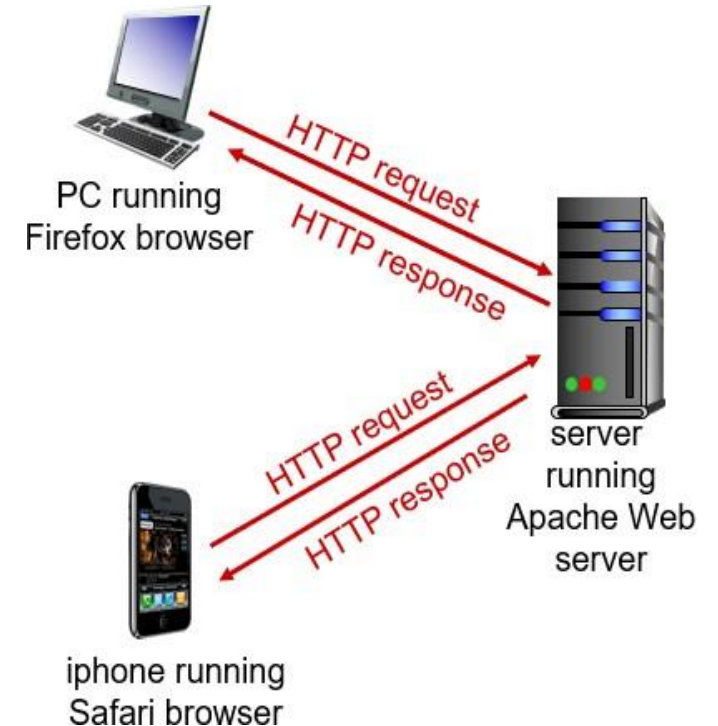 HTTP request
HTTP response
PC running
Firefox browser
HTTP request
HTTP response
server
running
Apache Web
server
iphone running
Safari browser